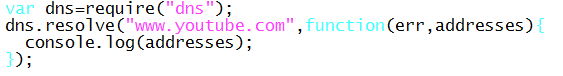 var dns=require("dns");
dns.resolve("www.youtube.com",function(err,addresses){
  console.log(addresses);
});